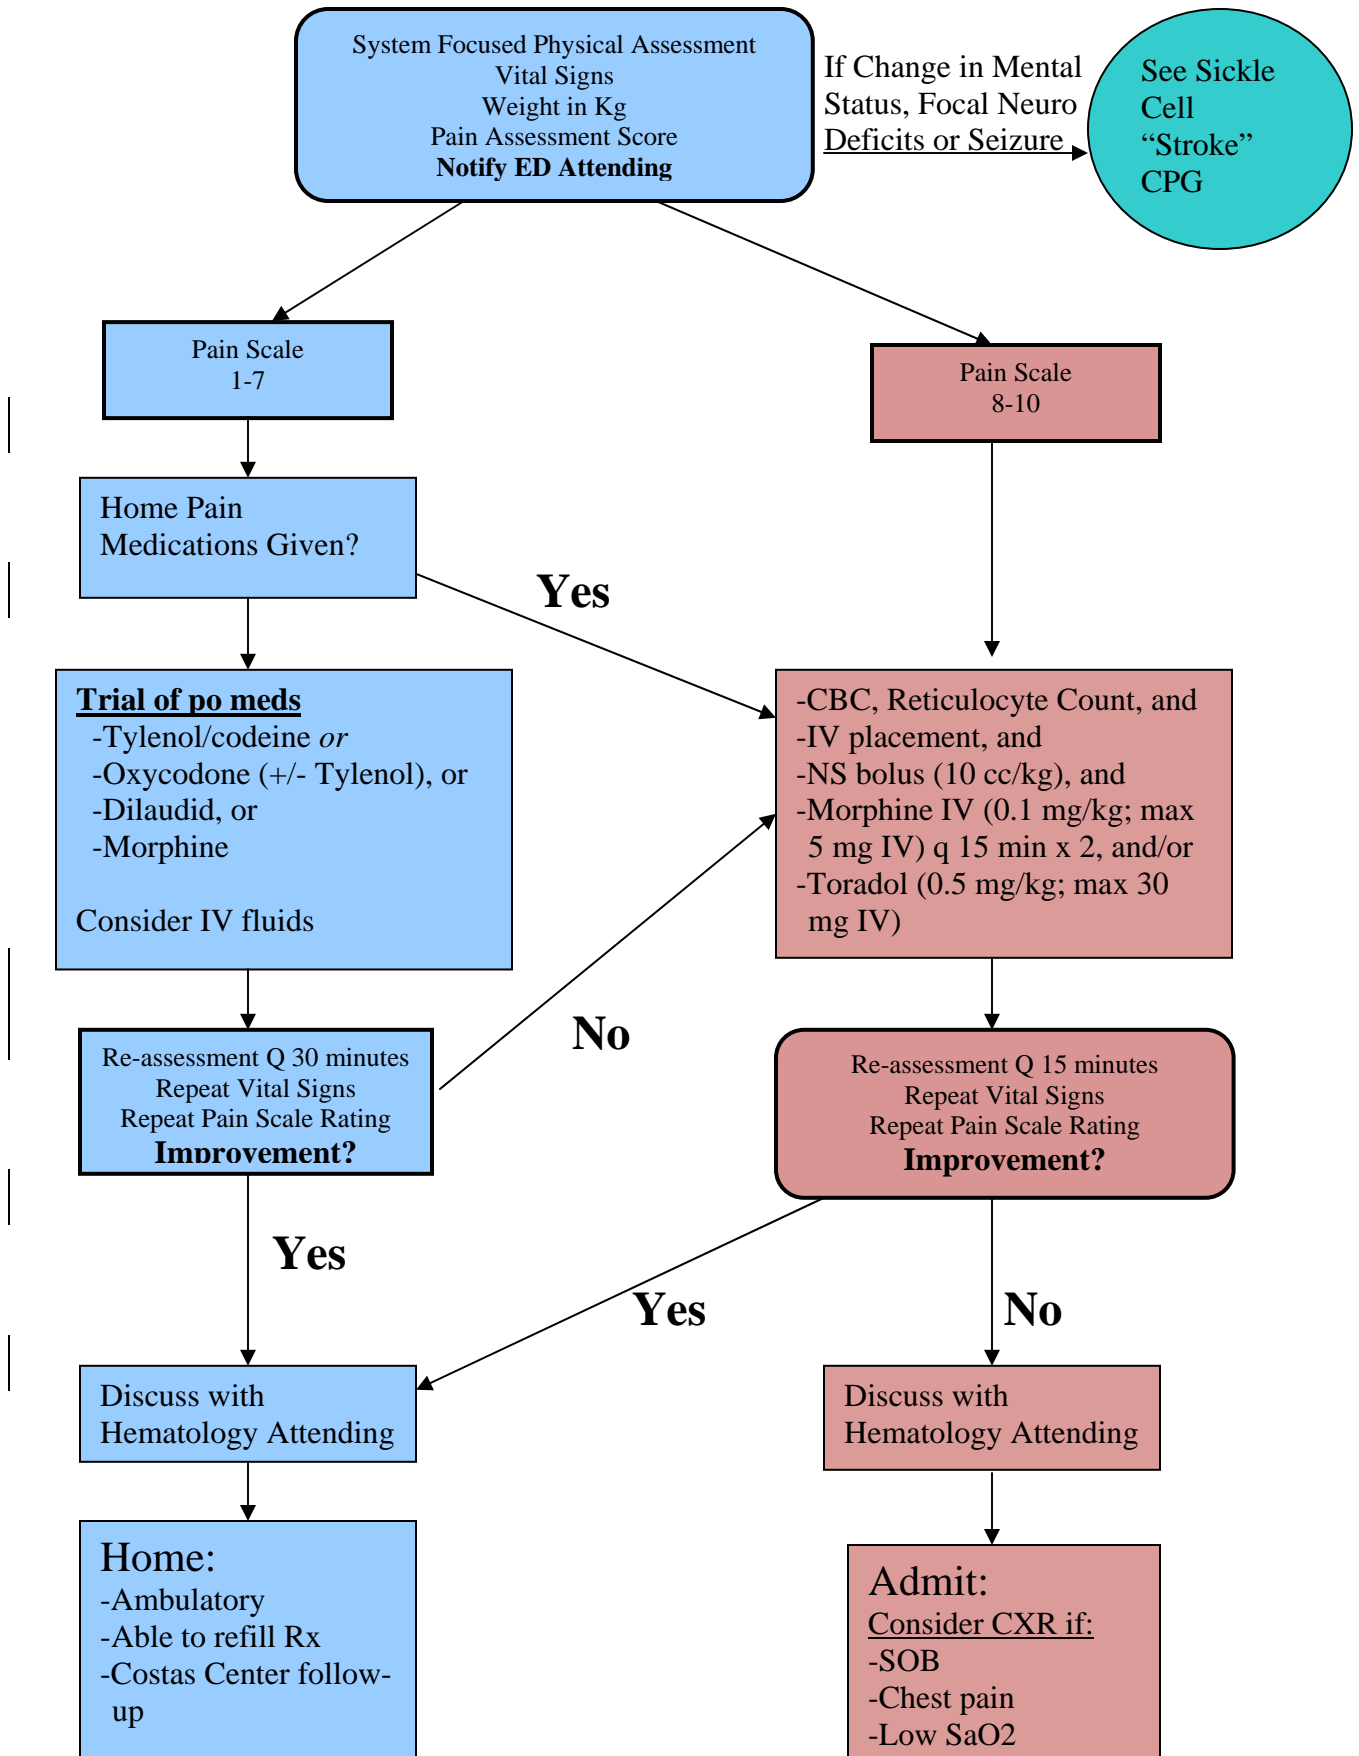 System Focused Physical Assessment
Vital Signs
Weight in Kg
Pain Assessment Score
Notify ED Attending
If Change in Mental
Status, Focal Neuro
Deficits or Seizure
See Sickle
Cell
“Stroke”
CPG
Pain Scale
1-7
Pain Scale
8-10
Home Pain
Medications Given?
Yes
Trial of po meds
-Tylenol/codeine or
-Oxycodone (+/- Tylenol), or
-Dilaudid, or
-Morphine
Consider IV fluids
-CBC, Reticulocyte Count, and
-IV placement, and
-NS bolus (10 cc/kg), and
-Morphine IV (0.1 mg/kg; max
5 mg IV) q 15 min x 2, and/or
-Toradol (0.5 mg/kg; max 30
mg IV)
No
Re-assessment Q 30 minutes
Repeat Vital Signs
Repeat Pain Scale Rating
Improvement?
Re-assessment Q 15 minutes
Repeat Vital Signs
Repeat Pain Scale Rating
Improvement?
Yes
Yes
No
Discuss with
Hematology Attending
Discuss with
Hematology Attending
Home:
-Ambulatory
-Able to refill Rx
-Costas Center follow-
up
Admit:
Consider CXR if:
-SOB
-Chest pain
-Low SaO2